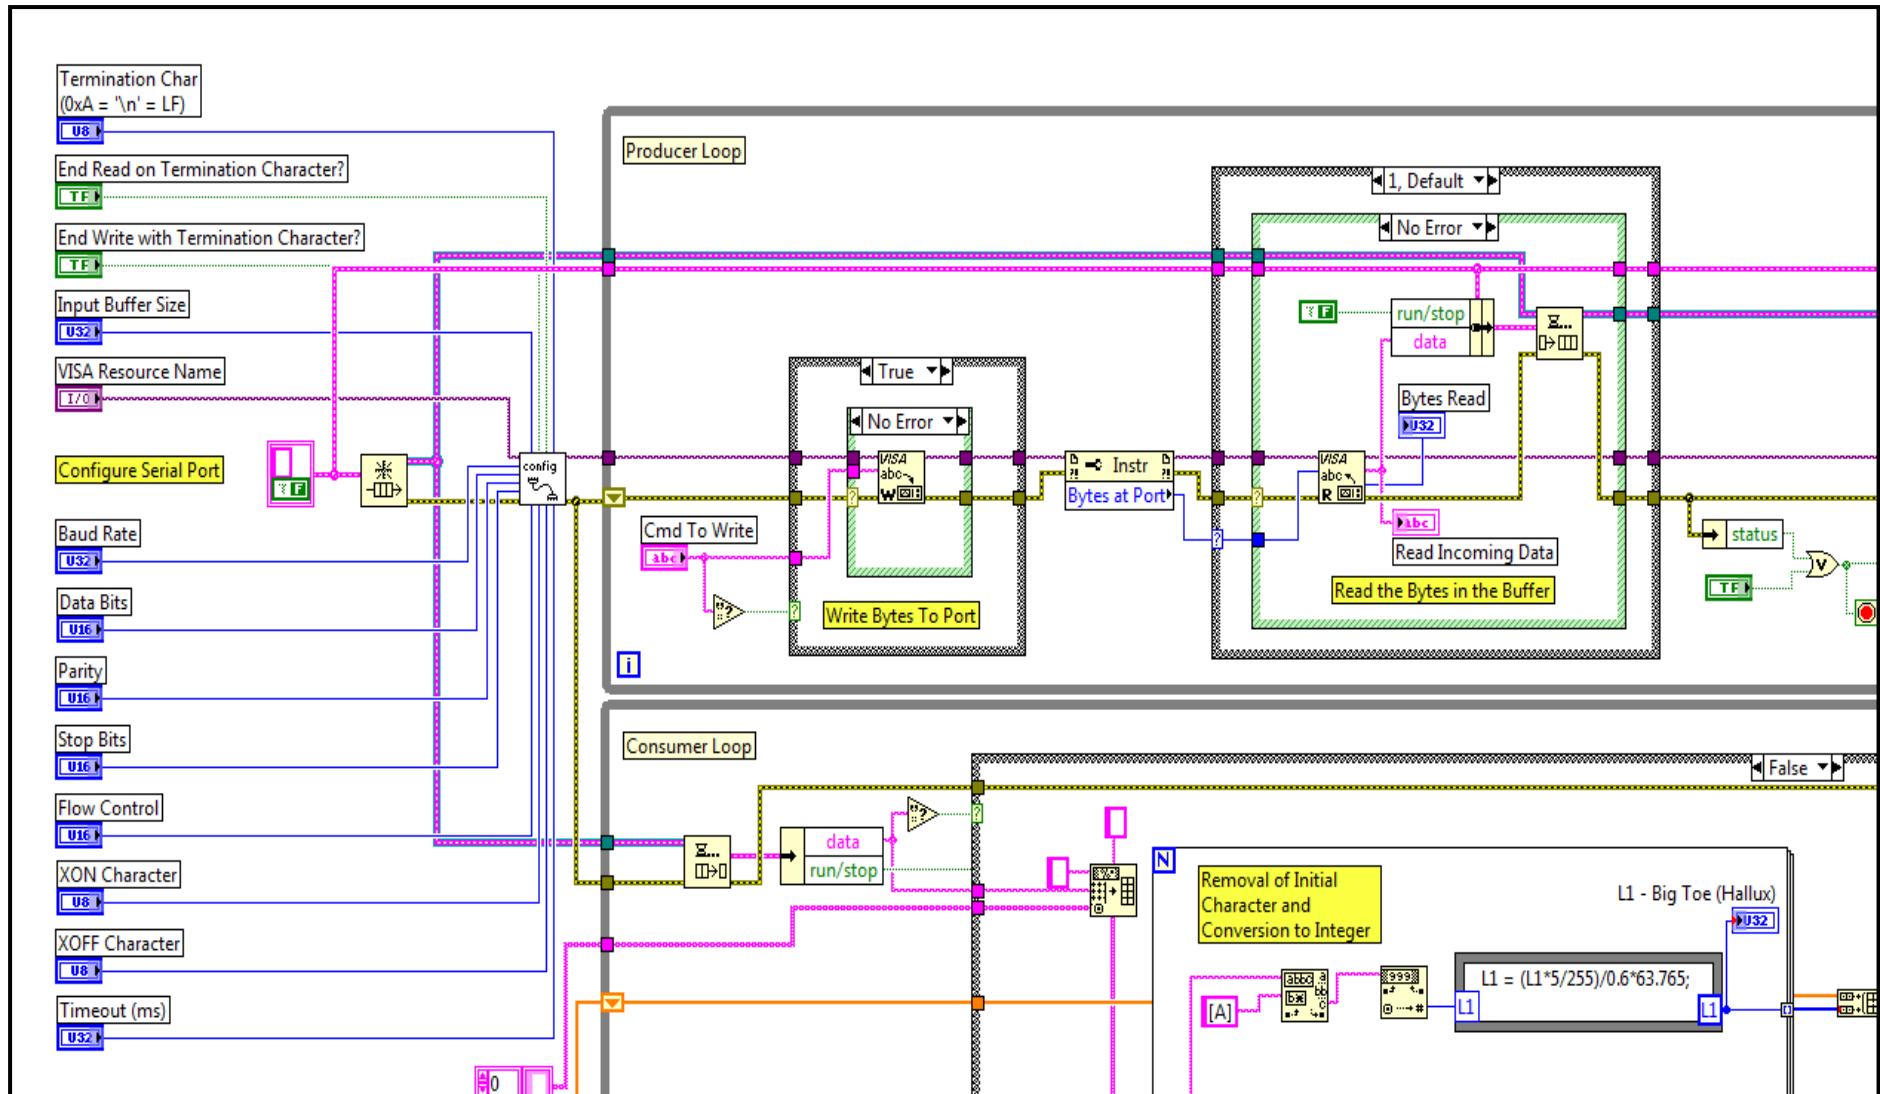 Termination Char
(0xA = '\n' = LF)
U8
End Read on Termination Character?
TF
End Write with Termination Character?
TF
Input Buffer Size
U32
VISA Resource Name
I/O
Configure Serial Port
F
config
Baud Rate
U32
Data Bits
U16
Parity
U16
Stop Bits
U16
Flow Control
U16
XON Character
U8
XOFF Character
U8
Timeout (ms)
U32
0
Producer Loop
True
No Error
VISA
abc
W
Cmd To Write
abc
Write Bytes To Port
i
Instr
Bytes at Port
1, Default
No Error
F
run/stop
data
Bytes Read
U32
VISA
abc
R
abc
Read Incoming Data
Read the Bytes in the Buffer
status
V
TF
Consumer Loop
data
run/stop
False
N
Removal of Initial
Character and
Conversion to Integer
L1 - Big Toe (Hallux)
U32
[A]
L1 = (L1*5/255)/0.6*63.765;
L1
L1